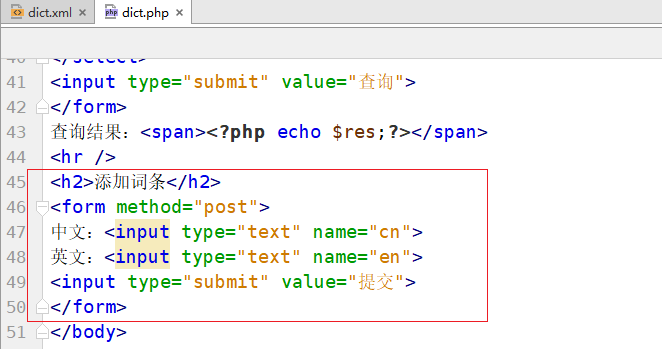 dict.xml × dict.php ×
40 </select>
41 <input type="submit" value="查询">
42 </form>
43 查询结果：<span><?php echo $res;?></span>
44 <hr />
45 <h2>添加词条</h2>
46 <form method="post">
47 中文：<input type="text" name="cn">
48 英文：<input type="text" name="en">
49 <input type="submit" value="提交">
50 </form>
51 </body>